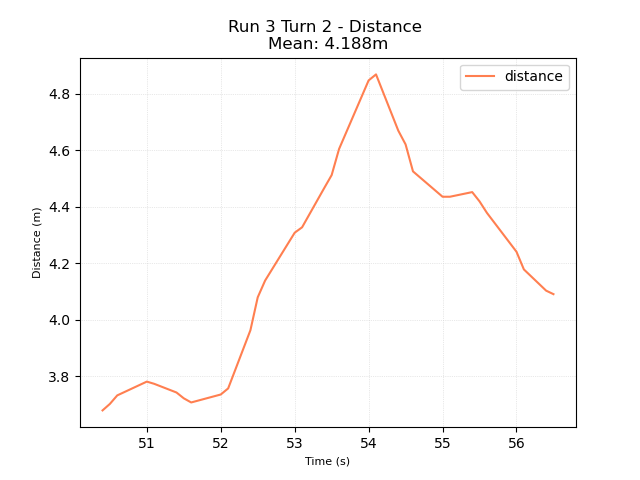 Run 3 Turn 2 - Distance
Mean: 4.188m
distance
Distance (m)
4.8
4.6
4.4
4.2
4.0
3.8
51 52 53 54 55 56
Time (s)